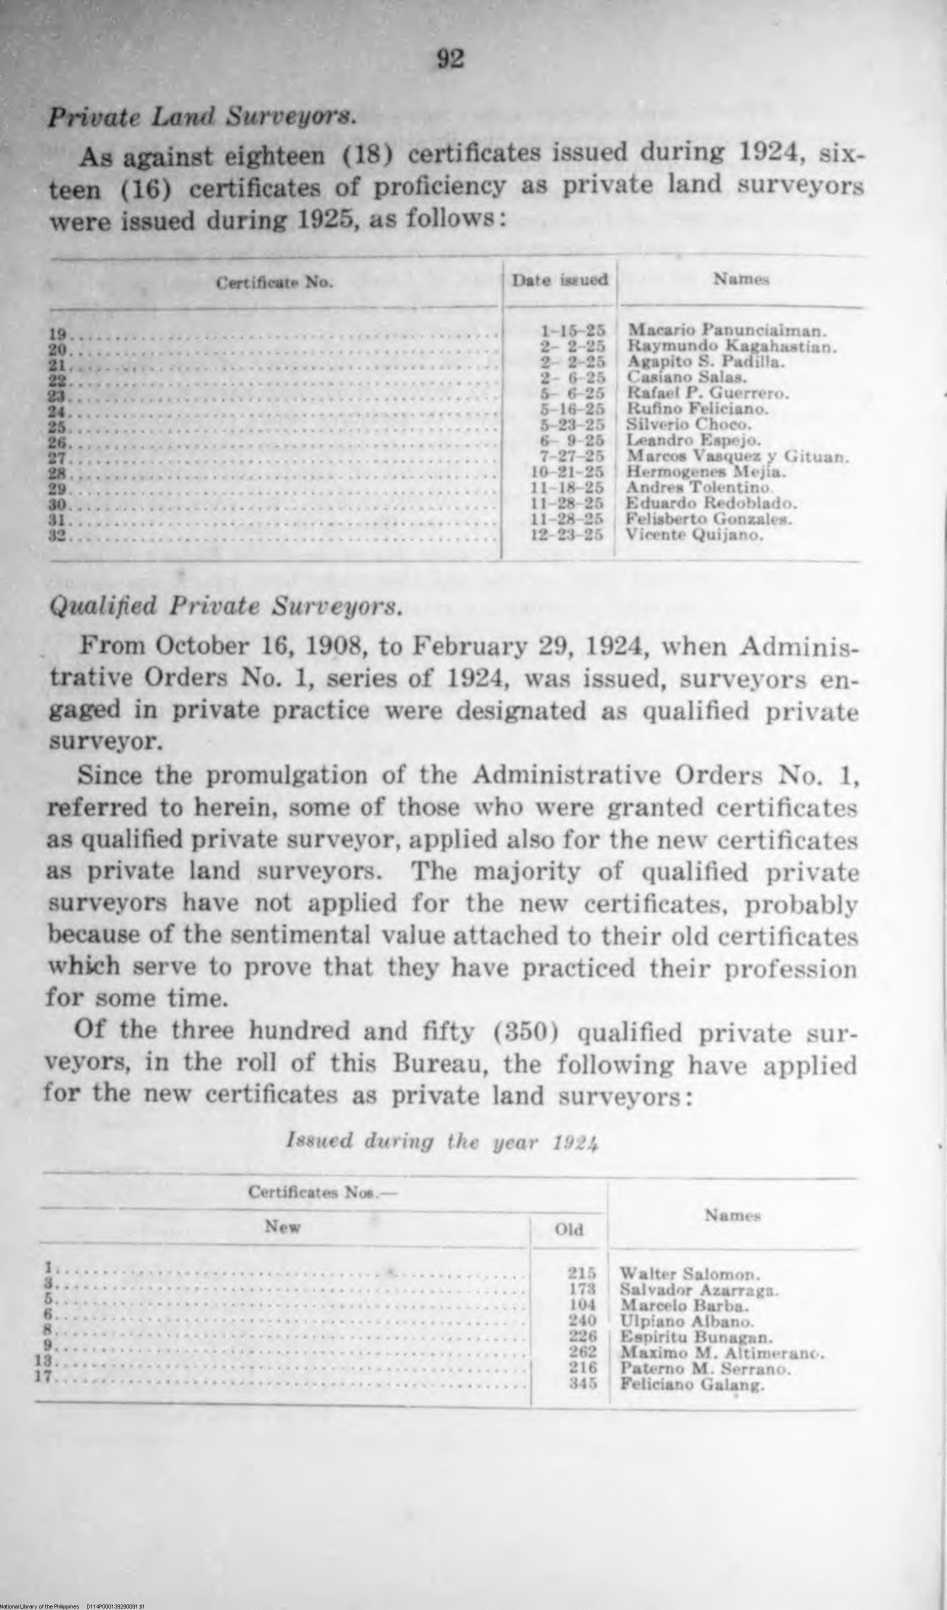 92
Private Land Surveyors.
As against eighteen (18) certificates issued during 1924, six-
teen (16) certificates of proficiency as private land surveyors
were issued during 1925, as follows:
Certificate No. Date issued Names
19 1-15-25 Macario Panunciaiman.
20 2- 2-25 Raymundo Kagahastian.
21 2- 2-25 Agapito S. Padilla.
22 2- 6-25 Casiano Salas.
23 5- 6-25 Rafael P. Guerrero.
24 5-16-25 Rufino Feliciano.
25 5-23-25 Silverio Choco.
26 6- 9-25 Leandro Espejo.
27 7-27-25 Marcos Vasquez y Gituan.
28 10-21-25 Hermogenes Mejia.
29 11-18-25 Andres Tolentino.
30 11-28-25 Eduardo Redoblado.
31 11-28-25 Felisberto Gonzales.
32 12-23-25 Vicente Quijano.
Qualified Private Surveyors.
From October 16, 1908, to February 29, 1924, when Adminis-
trative Orders No. 1, series of 1924, was issued, surveyors en-
gaged in private practice were designated as qualified private
surveyor.
Since the promulgation of the Administrative Orders No. 1,
referred to herein, some of those who were granted certificates
as qualified private surveyor, applied also for the new certificates
as private land surveyors. The majority of qualified private
surveyors have not applied for the new certificates, probably
because of the sentimental value attached to their old certificates
which serve to prove that they have practiced their profession
for some time.
Of the three hundred and fifty (350) qualified private sur-
veyors, in the roll of this Bureau, the following have applied
for the new certificates as private land surveyors:
Issued during the year 1924
Certificates Nos.—
New Old Names
1 215 Walter Salomon.
3 173 Salvador Azarraga.
5 104 Marcelo Barba.
6 240 Ulpiano Albano.
8 226 Espiritu Bunagan.
9 262 Maximo M. Altimerano.
13 216 Paterno M. Serrano.
17 345 Feliciano Galang.
National Library of the Philippines